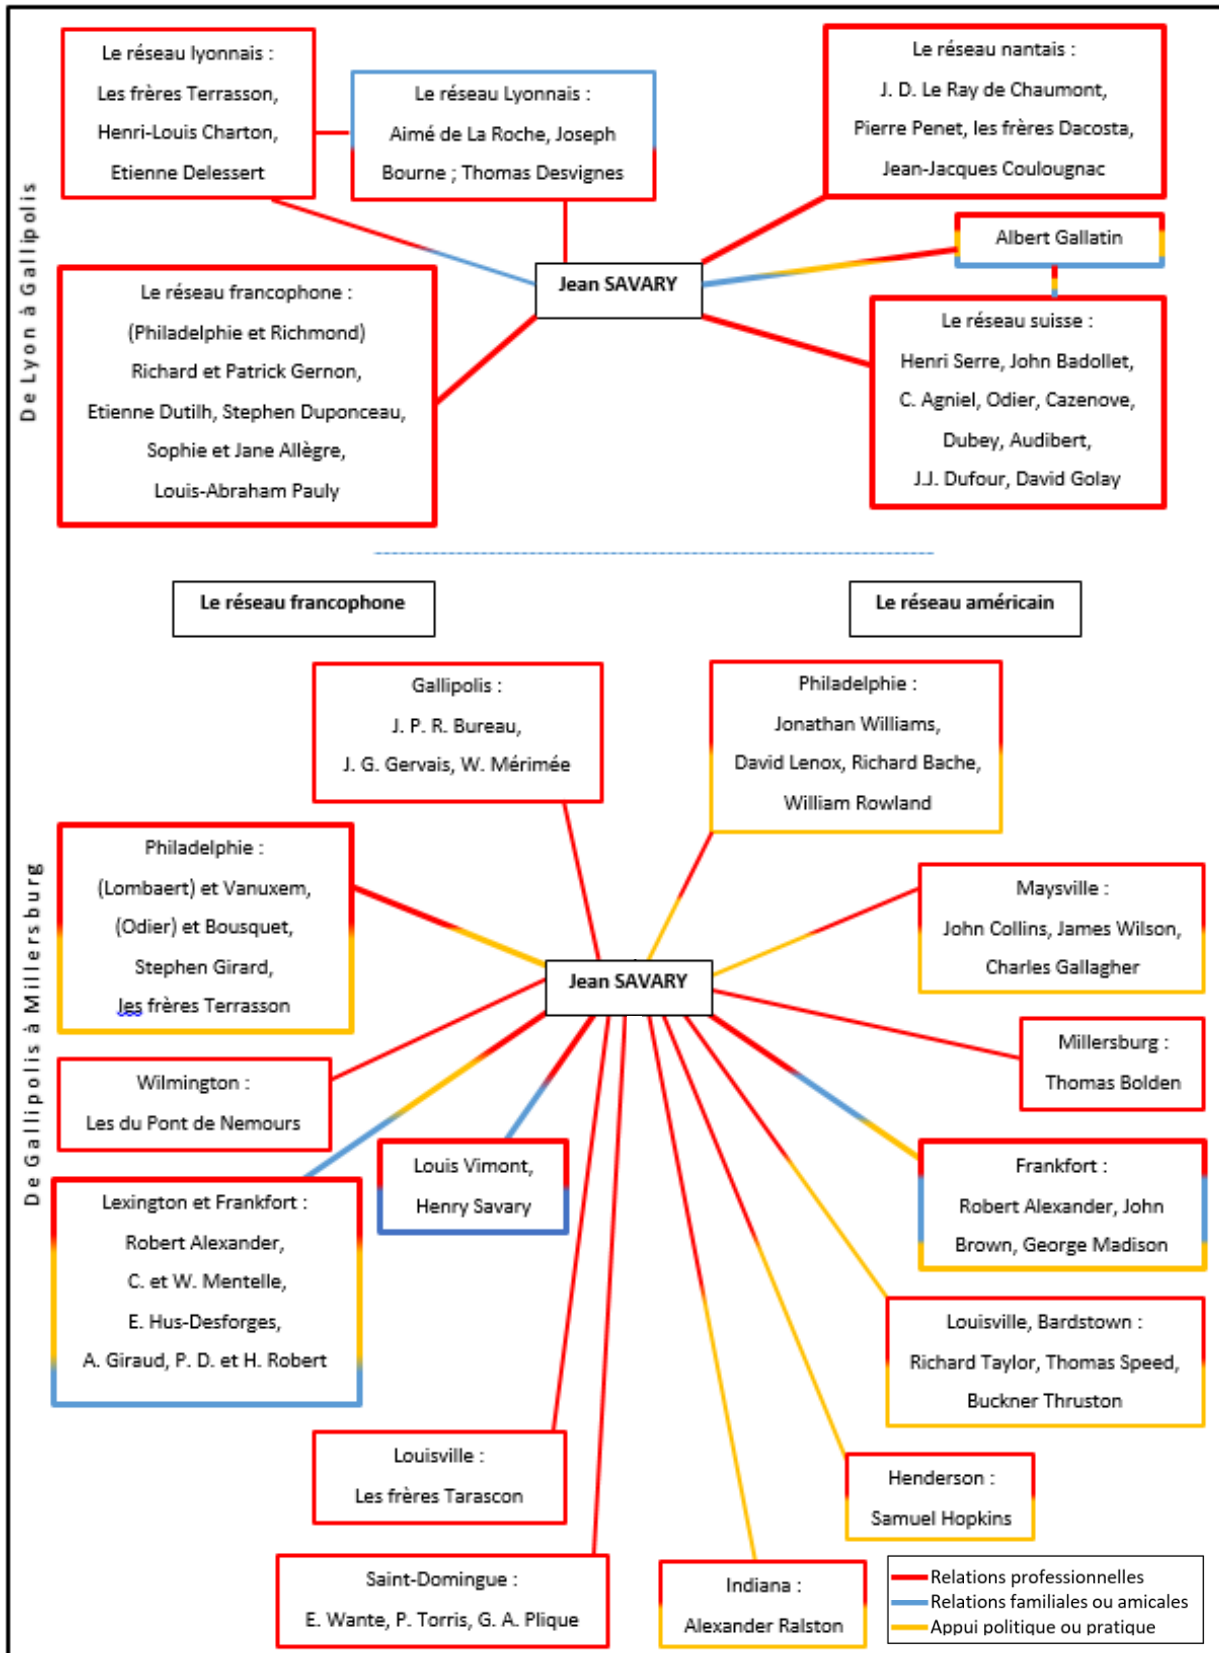 De Lyon à Gallipolis
Le réseau lyonnais :
Les frères Terrasson,
Henri-Louis Charton,
Etienne Delessert
Le réseau Lyonnais :
Aimé de La Roche, Joseph
Bourne ; Thomas Desvignes
Le réseau nantais :
J. D. Le Ray de Chaumont,
Pierre Penet, les frères Dacosta,
Jean-Jacques Coulougnac
Albert Gallatin
Jean SAVARY
Le réseau francophone :
(Philadelphie et Richmond)
Richard et Patrick Gernon,
Etienne Dutilh, Stephen Duponceau,
Sophie et Jane Allègre,
Louis-Abraham Pauly
Le réseau suisse :
Henri Serre, John Badollet,
C. Agniel, Odier, Cazenove,
Dubey, Audibert,
J.J. Dufour, David Golay
De Gallipolis à Millersburg
Le réseau francophone
Le réseau américain
Gallipolis :
J. P. R. Bureau,
J. G. Gervais, W. Mérimée
Philadelphie :
Jonathan Williams,
David Lenox, Richard Bache,
William Rowland
Philadelphie :
(Lombaert) et Vanuxem,
(Odier) et Bousquet,
Stephen Girard,
les frères Terrasson
Maysville :
John Collins, James Wilson,
Charles Gallagher
Jean SAVARY
Wilmington :
Les du Pont de Nemours
Millersburg :
Thomas Bolden
Louis Vimont,
Henry Savary
Frankfort :
Robert Alexander, John
Brown, George Madison
Lexington et Frankfort :
Robert Alexander,
C. et W. Mentelle,
E. Hus-Desforges,
A. Giraud, P. D. et H. Robert
Louisville, Bardstown :
Richard Taylor, Thomas Speed,
Buckner Thruston
Louisville :
Les frères Tarascon
Henderson :
Samuel Hopkins
Saint-Domingue :
E. Wante, P. Torris, G. A. Plique
Indiana :
Alexander Ralston
Relations professionnelles
Relations familiales ou amicales
Appui politique ou pratique